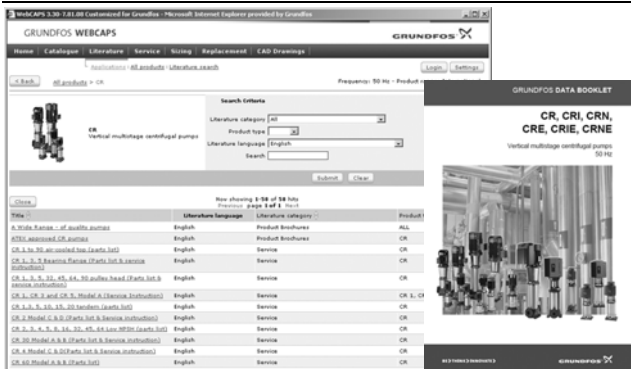 WebCAPS 3.30-7.81.08 Customized for Grundfos - Microsoft Internet Explorer provided by Grundfos
GRUNDFOS WEBCAPS
GRUNDFOS
Home Catalogue Literature Service Sizing Replacement CAD Drawings
Applications · All products · Literature search
Login Settings
< Back All products > CR
Frequency: 50 Hz - Product
CR
Vertical multistage centrifugal pumps
Search Criteria
Literature category All
Product type
Literature language English
Search
Submit Clear
Close
Now showing 1-58 of 58 hits
Previous page 1 of 1 Next
Title Literature language Literature category Product
A Wide Range - of quality pumps English Product Brochures ALL
ATEX approved CR pumps English Product Brochures CR
CR 1 to 90 air-cooled top (parts list) English Service CR
CR 1, 3, 5 Bearing flange (Parts list & service instruction) English Service CR
CR 1, 3, 5, 32, 45, 64, 90 pulley head (Parts list & service instruction) English Service CR
CR 1, CR 3 and CR 5, Model A (Service Instruction) English Service CR 1, CR
CR 1,3, 5, 10, 15, 20 tandem (parts list) English Service CR
CR 2 Model C & D (Parts list & Service instruction) English Service CR
CR 2, 3, 4, 5, 8, 16, 32, 45, 64 Low NPSH (parts list) English Service CR
CR 30 Model A & B (Parts list & Service instruction) English Service CR
CR 4 Model C & D(Parts list & Service instruction) English Service CR
CR 60 Model A & B (Parts list) English Service CR
GRUNDFOS DATA BOOKLET
CR, CRI, CRN,
CRE, CRIE, CRNE
Vertical multistage centrifugal pumps
50 Hz
BE > THINK > INNOVATE >
GRUNDFOS